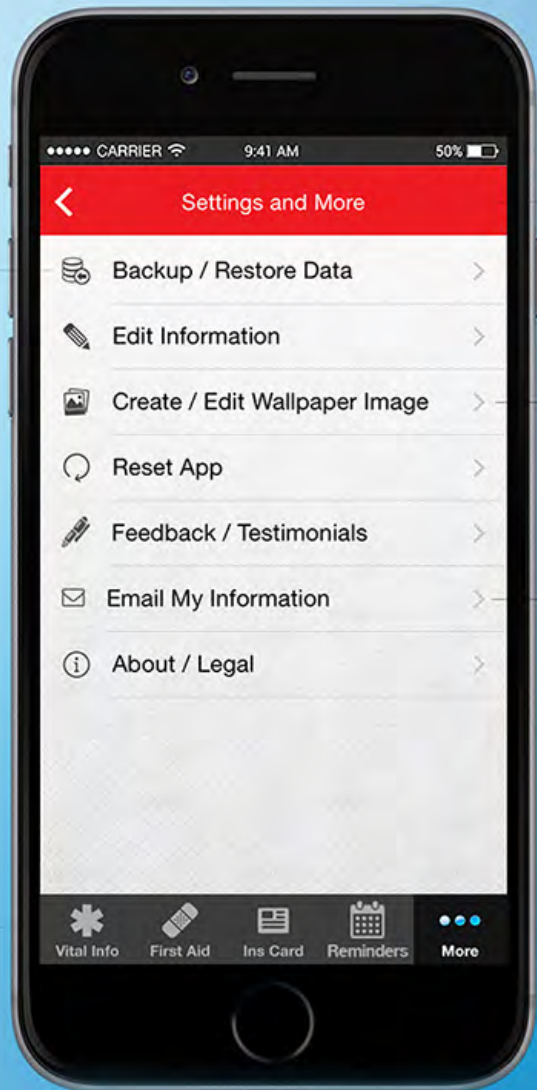 CARRIER 9:41 AM 50%
Settings and More
Backup / Restore Data
Edit Information
Create / Edit Wallpaper Image
Reset App
Feedback / Testimonials
Email My Information
About / Legal
Vital Info First Aid Ins Card Reminders More